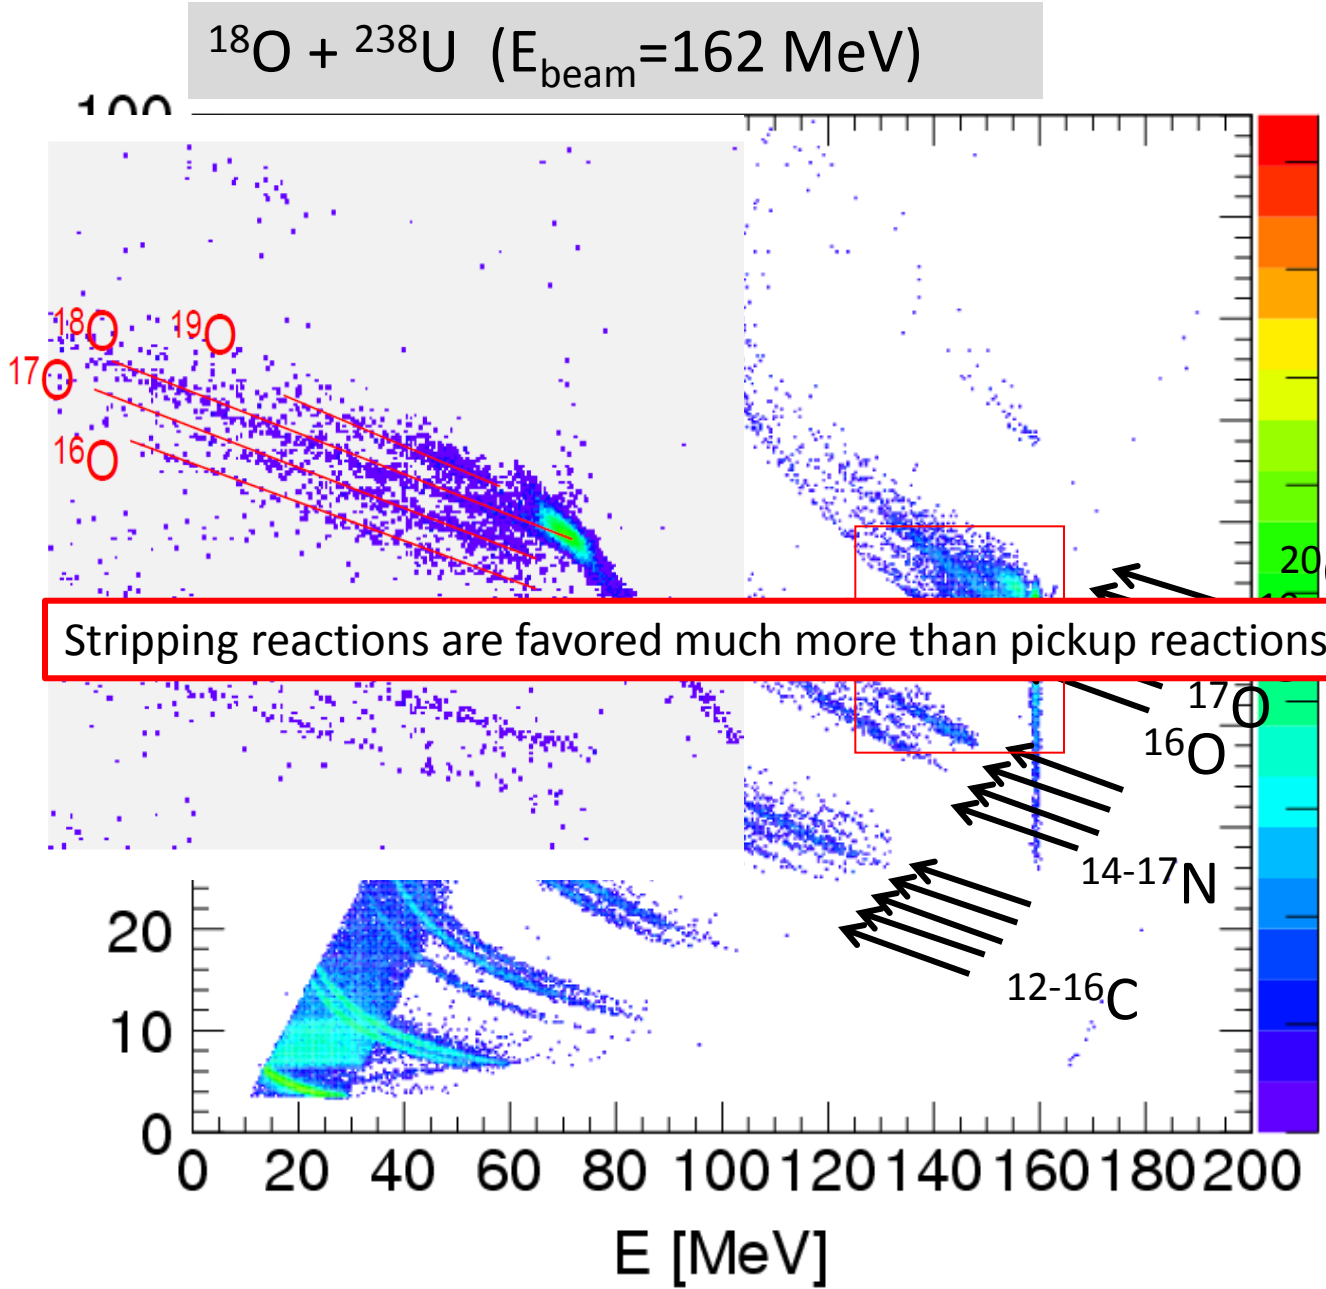 ¹⁸O + ²³⁸U (E_beam=162 MeV)
100
¹⁸O
¹⁹O
¹⁷O
¹⁶O
20
Stripping reactions are favored much more than pickup reactions
¹⁷O
¹⁶O
¹⁴⁻¹⁷N
20
¹²⁻¹⁶C
10
0
0 20 40 60 80 100 120 140 160 180 200
E [MeV]